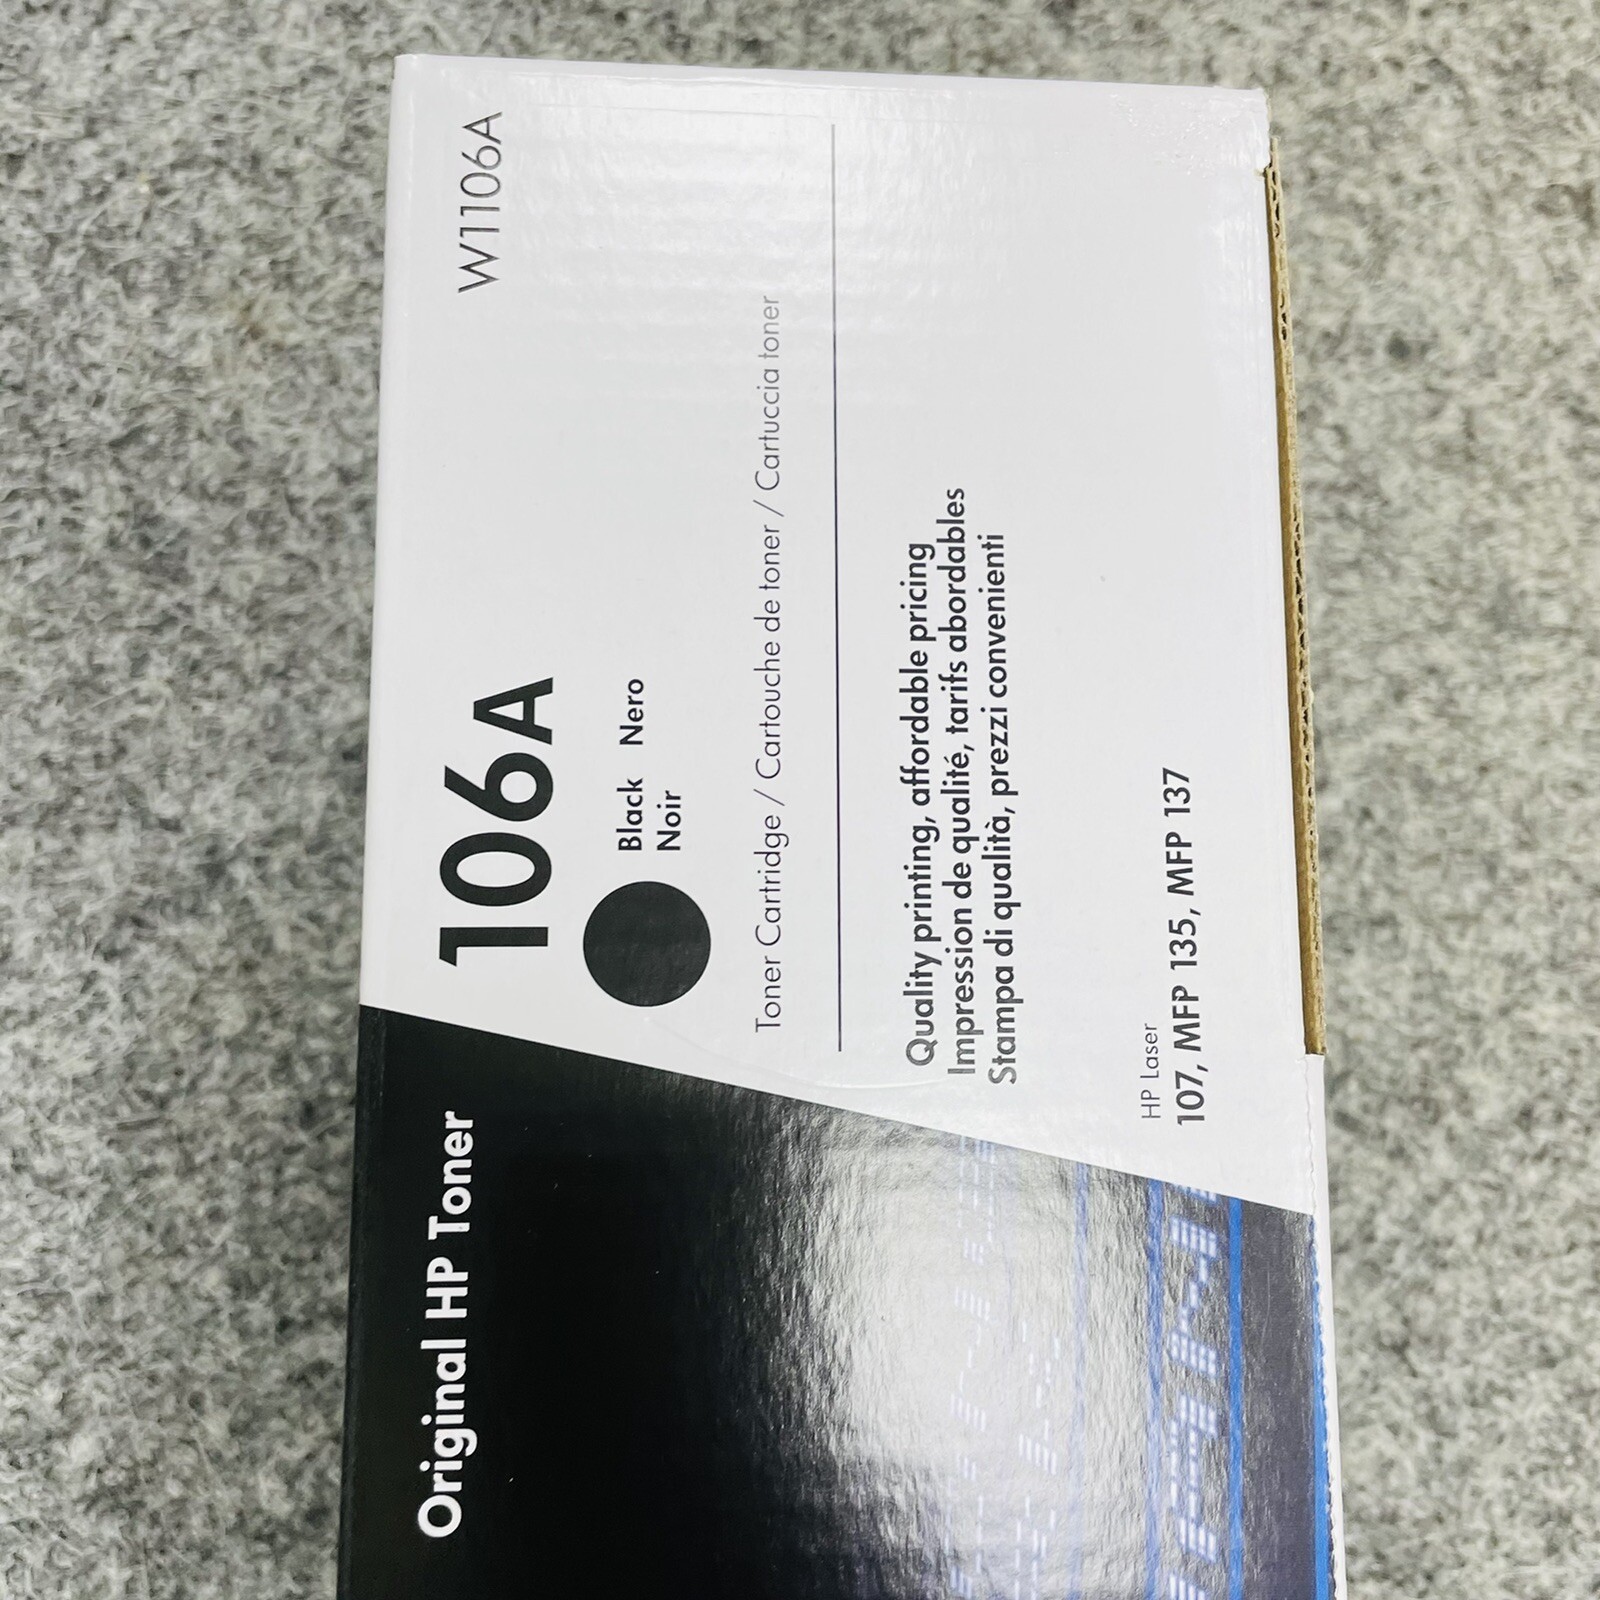 Original HP Toner
106A
W1106A
Black Nero
Noir
Toner Cartridge / Cartouche de toner / Cartuccia toner
Quality printing, affordable pricing
Impression de qualité, tarifs abordables
Stampa di qualità, prezzi convenienti
HP Laser
107, MFP 135, MFP 137